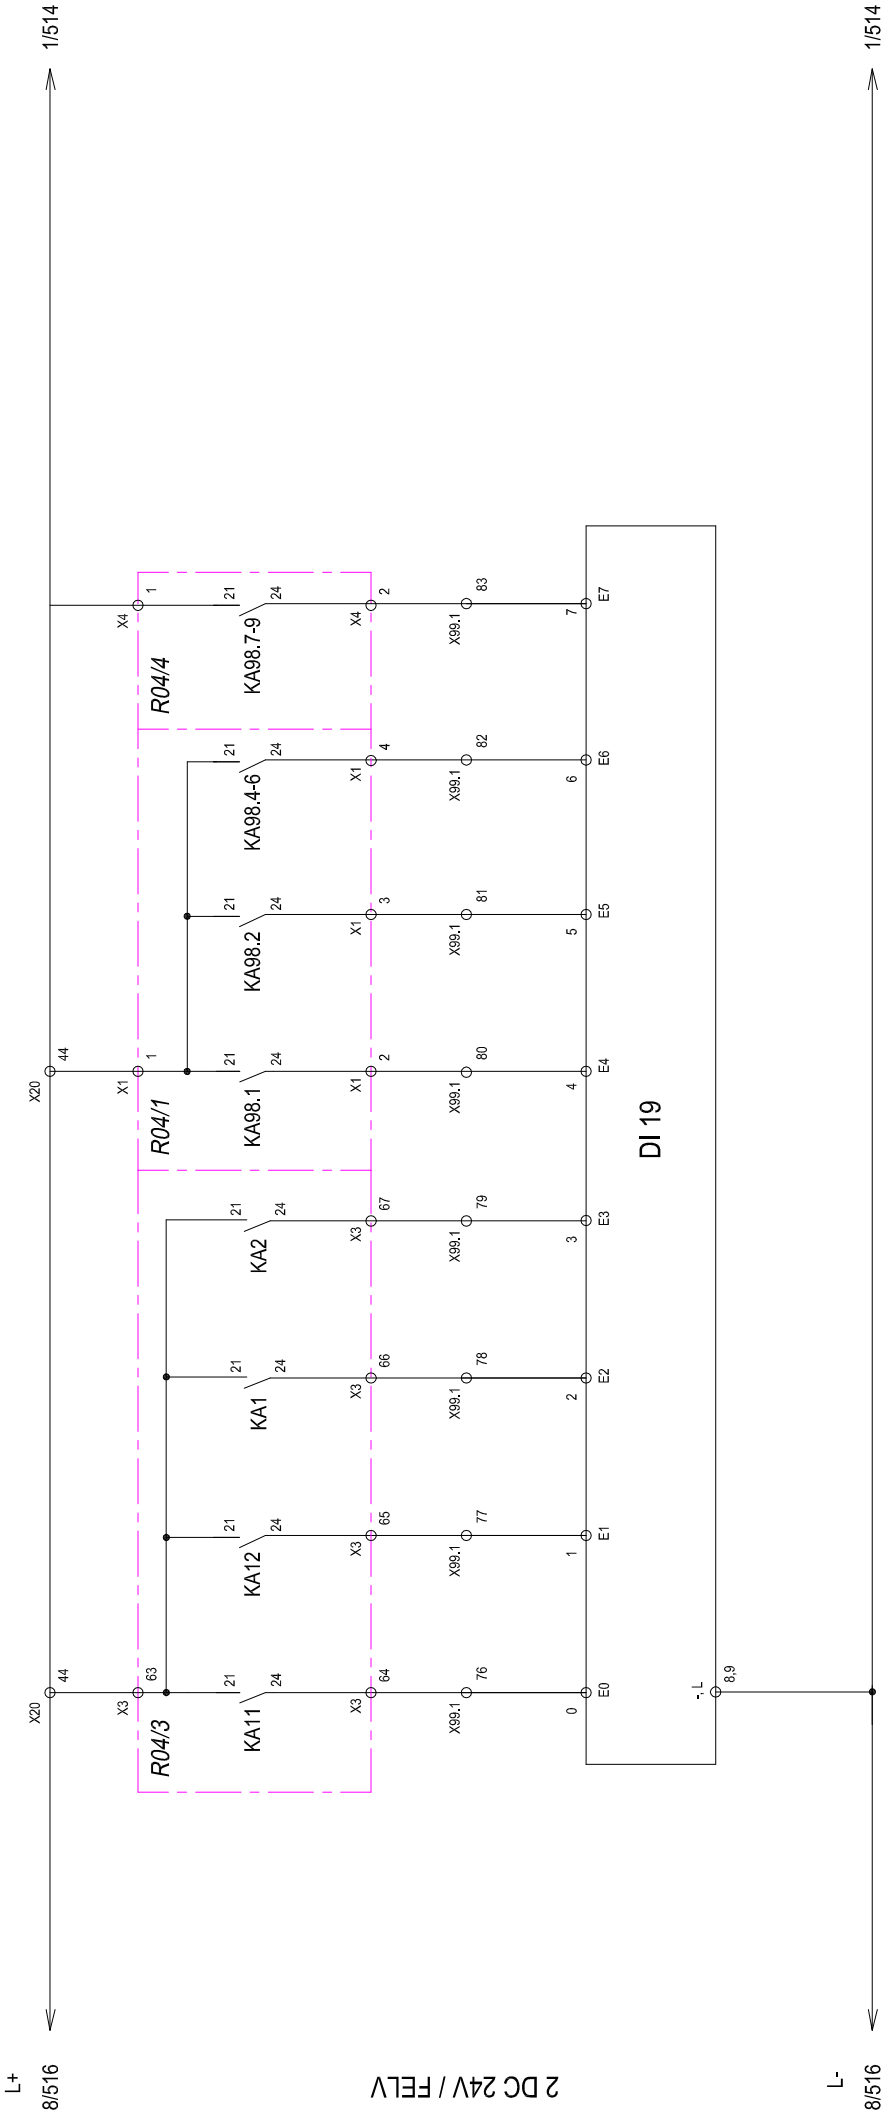 L+
8/516
1/514
X20
44
X20
44
X3
63
X1
1
X4
1
R04/3
R04/1
R04/4
21
21
21
21
21
21
21
21
KA11
KA12
KA1
KA2
KA98.1
KA98.2
KA98.4-6
KA98.7-9
24
24
24
24
24
24
24
24
X3
64
X3
65
X3
66
X3
67
X1
2
X1
3
X1
4
X4
2
2 DC 24V / FELV
X99.1
76
X99.1
77
X99.1
78
X99.1
79
X99.1
80
X99.1
81
X99.1
82
X99.1
83
0
1
2
3
4
5
6
7
E0
E1
E2
E3
E4
E5
E6
E7
DI 19
-, L
8,9
L-
8/516
1/514